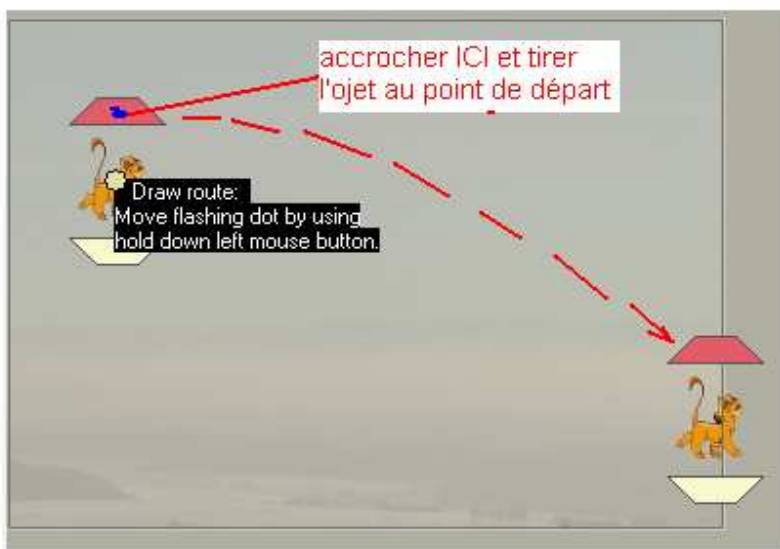 accrocher ICI et tirer
l'ojet au point de départ
Draw route:
Move flashing dot by using
hold down left mouse button.